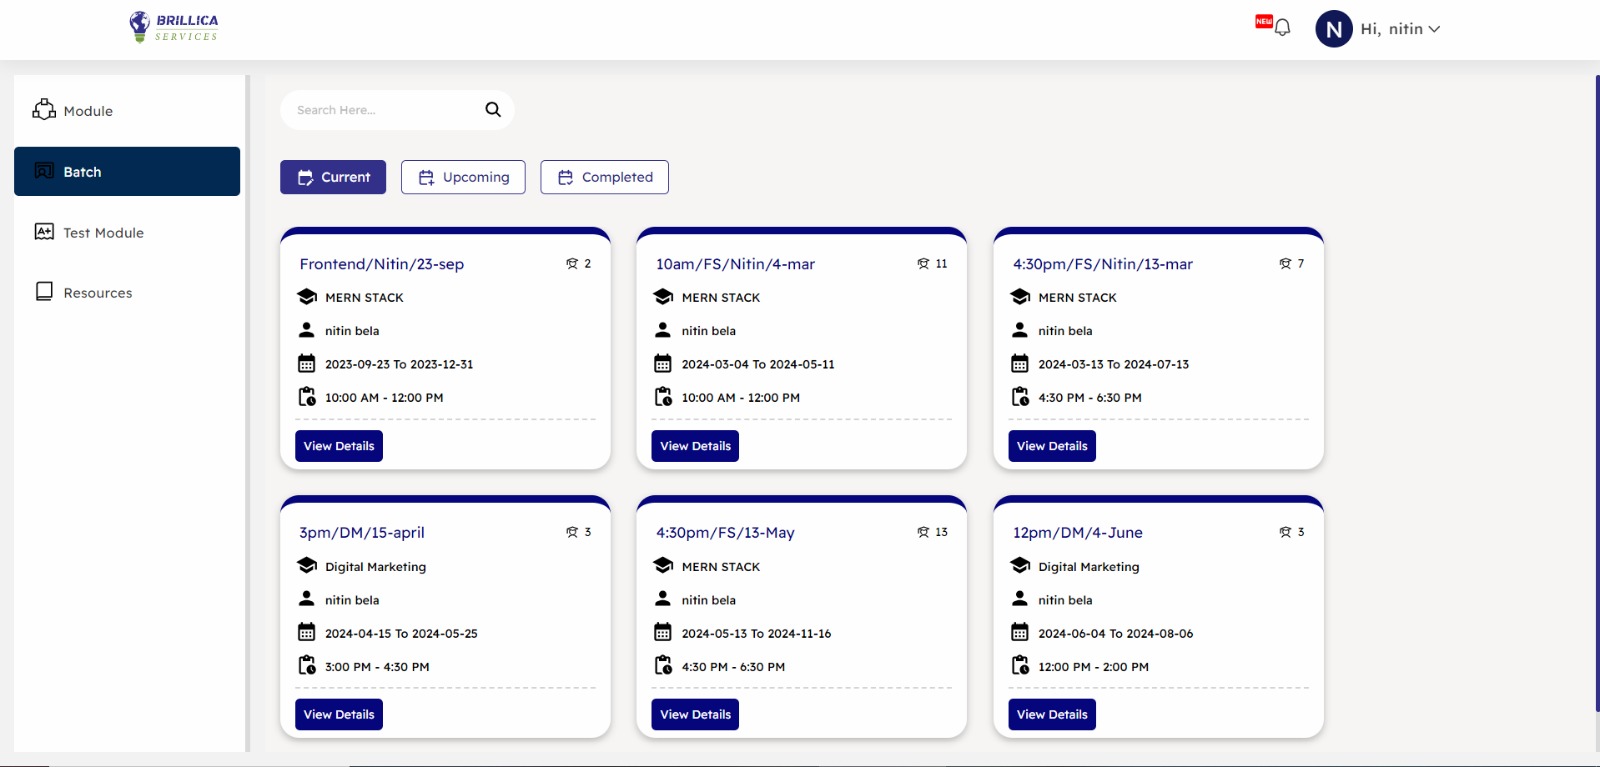 BRILLICA
SERVICES
NEW
N
Hi, nitin
Module
Batch
A+ Test Module
Resources
Search Here...
Current
Upcoming
Completed
Frontend/Nitin/23-sep 2
MERN STACK
nitin bela
2023-09-23 To 2023-12-31
10:00 AM - 12:00 PM
View Details
10am/FS/Nitin/4-mar 11
MERN STACK
nitin bela
2024-03-04 To 2024-05-11
10:00 AM - 12:00 PM
View Details
4:30pm/FS/Nitin/13-mar 7
MERN STACK
nitin bela
2024-03-13 To 2024-07-13
4:30 PM - 6:30 PM
View Details
3pm/DM/15-april 3
Digital Marketing
nitin bela
2024-04-15 To 2024-05-25
3:00 PM - 4:30 PM
View Details
4:30pm/FS/13-May 13
MERN STACK
nitin bela
2024-05-13 To 2024-11-16
4:30 PM - 6:30 PM
View Details
12pm/DM/4-June 3
Digital Marketing
nitin bela
2024-06-04 To 2024-08-06
12:00 PM - 2:00 PM
View Details